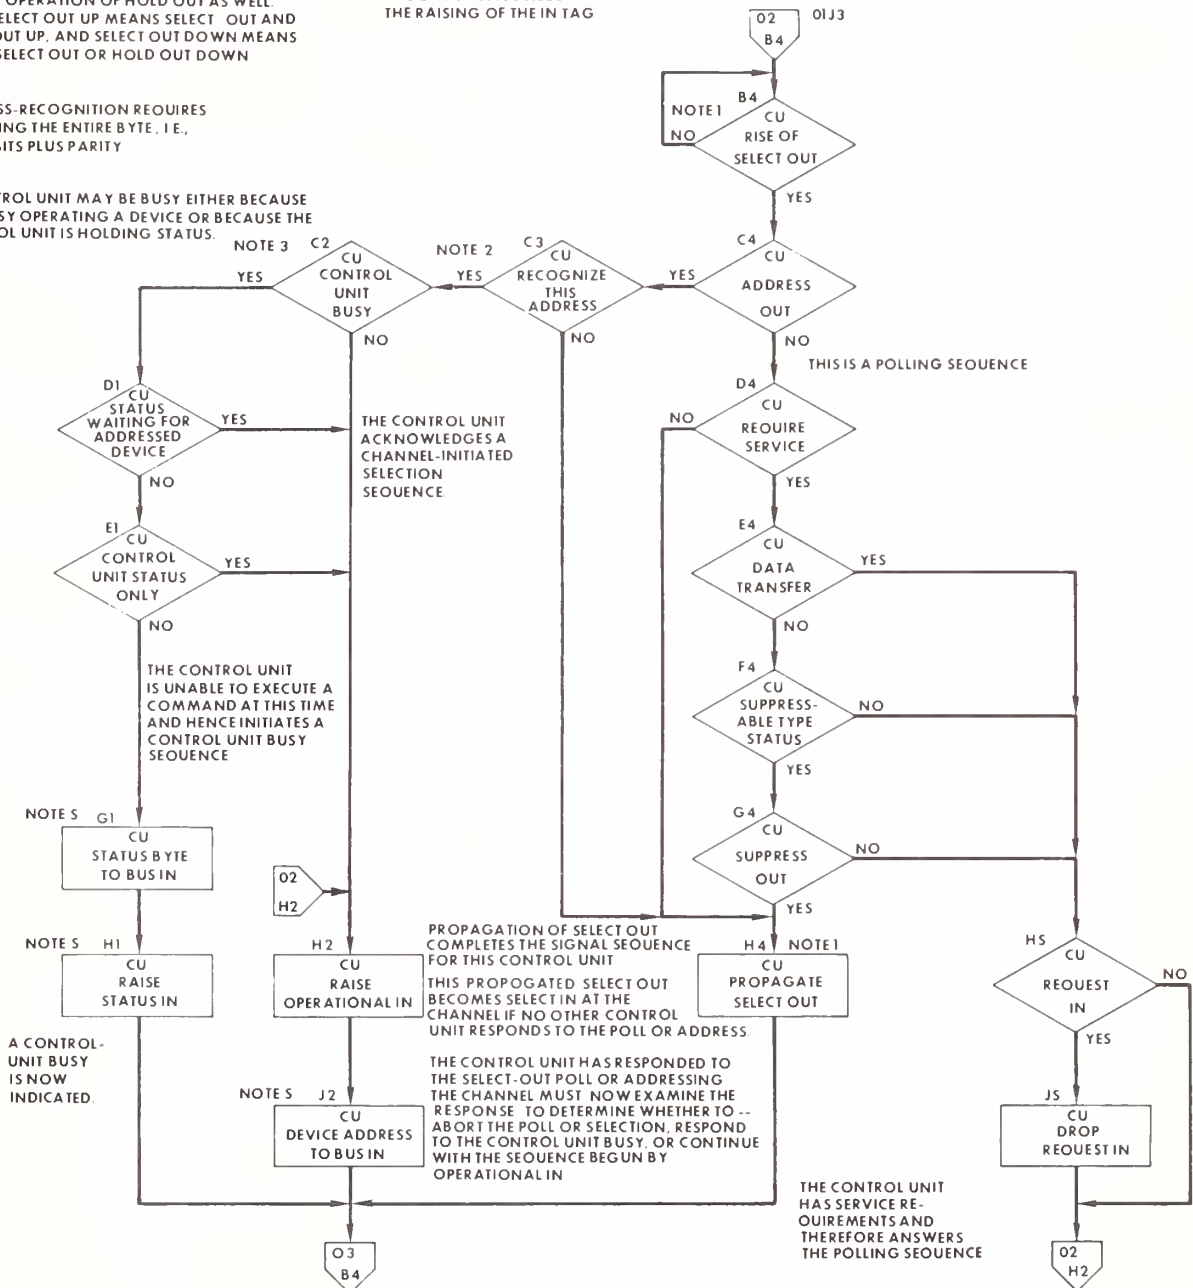 OPERATION OF HOLD OUT AS WELL.
ELECT OUT UP MEANS SELECT OUT AND
OUT UP, AND SELECT OUT DOWN MEANS
SELECT OUT OR HOLD OUT DOWN
THE RAISING OF THE IN TAG
SS-RECOGNITION REQUIRES
ING THE ENTIRE BYTE, I E.,
BITS PLUS PARITY
TROL UNIT MAY BE BUSY EITHER BECAUSE
SY OPERATING A DEVICE OR BECAUSE THE
OL UNIT IS HOLDING STATUS.
02
B4
01J3
B4
NOTE 1
NO
CU
RISE OF
SELECT OUT
YES
C4
CU
ADDRESS
OUT
YES
NO
NOTE 2
C3
CU
RECOGNIZE
THIS
ADDRESS
YES
NO
NOTE 3
C2
CU
CONTROL
UNIT
BUSY
YES
NO
THIS IS A POLLING SEQUENCE
D1
CU
STATUS
WAITING FOR
ADDRESSED
DEVICE
YES
NO
THE CONTROL UNIT
ACKNOWLEDGES A
CHANNEL-INITIATED
SELECTION
SEQUENCE.
D4
CU
REQUIRE
SERVICE
NO
YES
E1
CU
CONTROL
UNIT STATUS
ONLY
YES
NO
E4
CU
DATA
TRANSFER
YES
NO
THE CONTROL UNIT
IS UNABLE TO EXECUTE A
COMMAND AT THIS TIME
AND HENCE INITIATES A
CONTROL UNIT BUSY
SEQUENCE
F4
CU
SUPPRESS-
ABLE TYPE
STATUS
NO
YES
NOTE S
G1
CU
STATUS BYTE
TO BUS IN
G4
CU
SUPPRESS
OUT
NO
YES
02
H2
NOTE S
H1
CU
RAISE
STATUS IN
H2
CU
RAISE
OPERATIONAL IN
PROPAGATION OF SELECT OUT
COMPLETES THE SIGNAL SEQUENCE
FOR THIS CONTROL UNIT
THIS PROPOGATED SELECT OUT
BECOMES SELECT IN AT THE
CHANNEL IF NO OTHER CONTROL
UNIT RESPONDS TO THE POLL OR ADDRESS.
H4
NOTE 1
CU
PROPAGATE
SELECT OUT
HS
CU
REQUEST
IN
NO
YES
A CONTROL-
UNIT BUSY
IS NOW
INDICATED.
NOTE S
J2
CU
DEVICE ADDRESS
TO BUS IN
THE CONTROL UNIT HAS RESPONDED TO
THE SELECT-OUT POLL OR ADDRESSING
THE CHANNEL MUST NOW EXAMINE THE
RESPONSE TO DETERMINE WHETHER TO --
ABORT THE POLL OR SELECTION, RESPOND
TO THE CONTROL UNIT BUSY, OR CONTINUE
WITH THE SEQUENCE BEGUN BY
OPERATIONAL IN
JS
CU
DROP
REQUEST IN
THE CONTROL UNIT
HAS SERVICE RE-
QUIREMENTS AND
THEREFORE ANSWERS
THE POLLING SEQUENCE
03
B4
02
H2